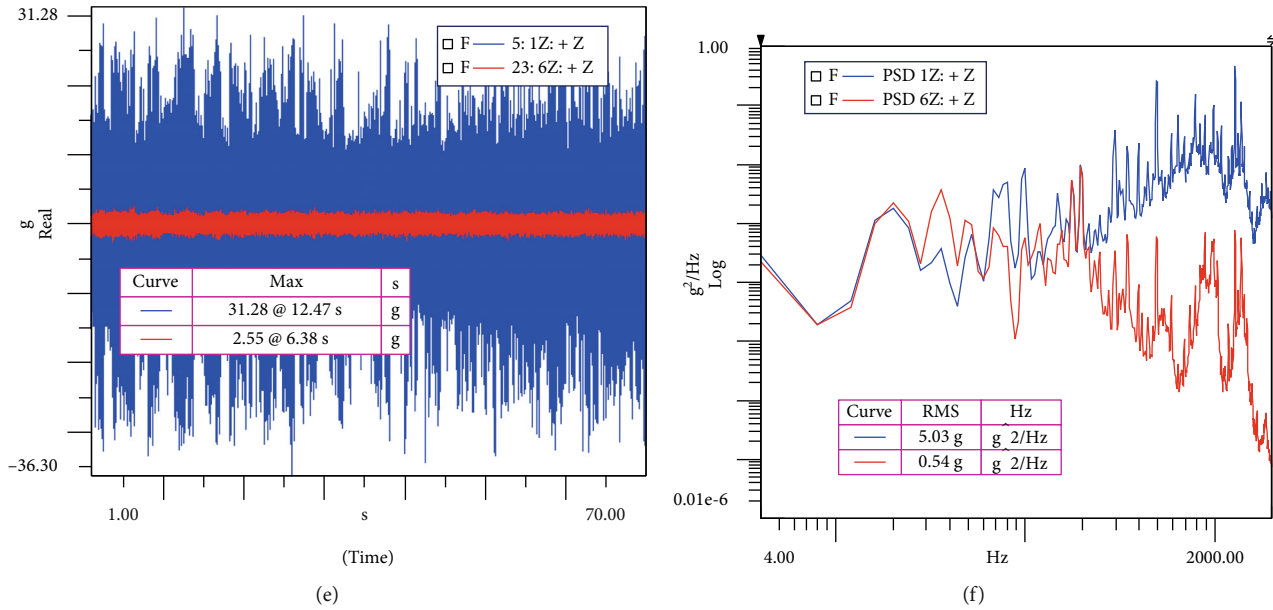 31.28
F 5: 1Z: + Z
F 23: 6Z: + Z
g
Real
Curve Max s
31.28 @ 12.47 s g
2.55 @ 6.38 s g
−36.30
1.00 s 70.00
(Time)
(e)
1.00
F PSD 1Z: + Z
F PSD 6Z: + Z
g²/Hz
Log
Curve RMS Hz
5.03 g g^2/Hz
0.54 g g^2/Hz
0.01e-6
4.00 Hz 2000.00
(f)